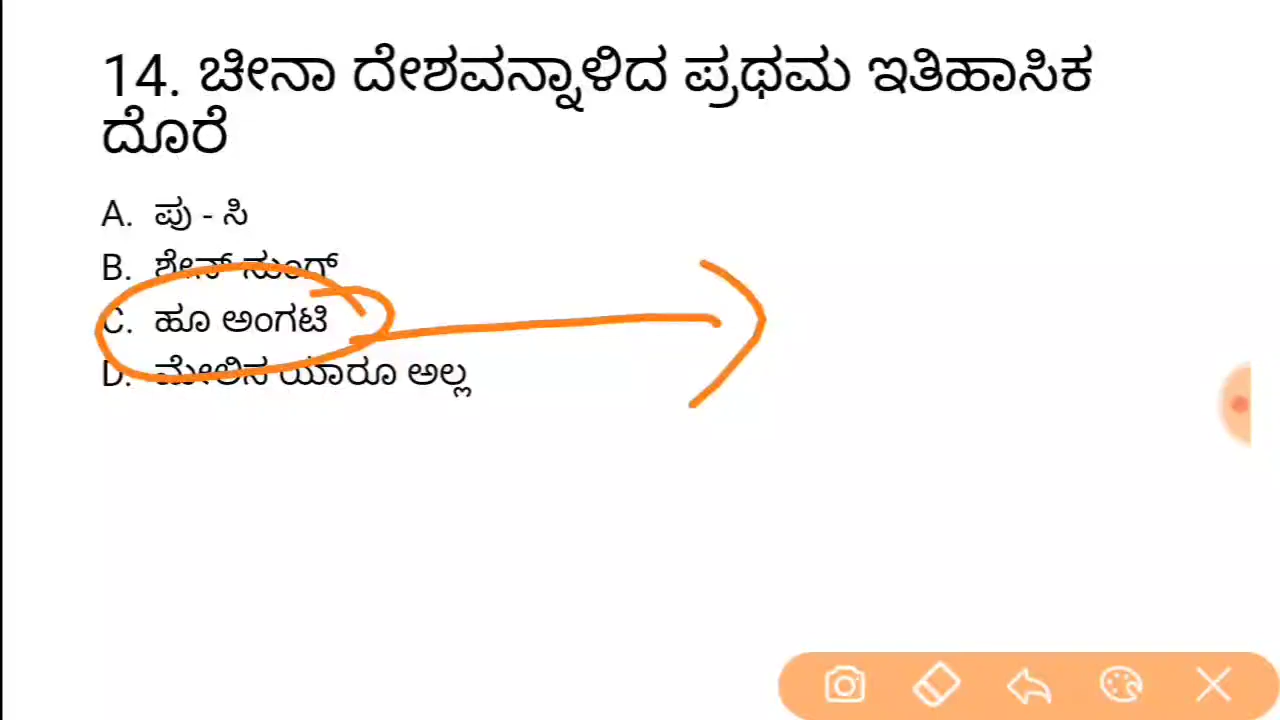 14. ಚೀನಾ ದೇಶವನ್ನಾಳಿದ ಪ್ರಥಮ ಇತಿಹಾಸಿಕ
ದೊರೆ
A. ಪು - ಸಿ
B. ಶೇನ್ ಸುಂಗ್
C. ಹೂ ಅಂಗಟಿ
D. ಮೇಲಿನ ಯಾರೂ ಅಲ್ಲ